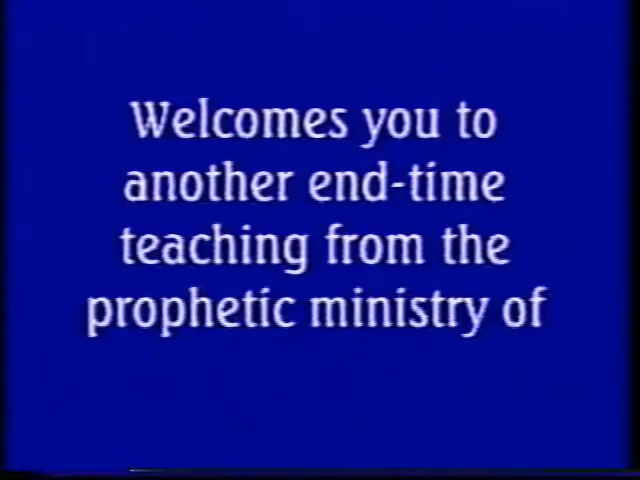 Welcomes you to
another end-time
teaching from the
prophetic ministry of